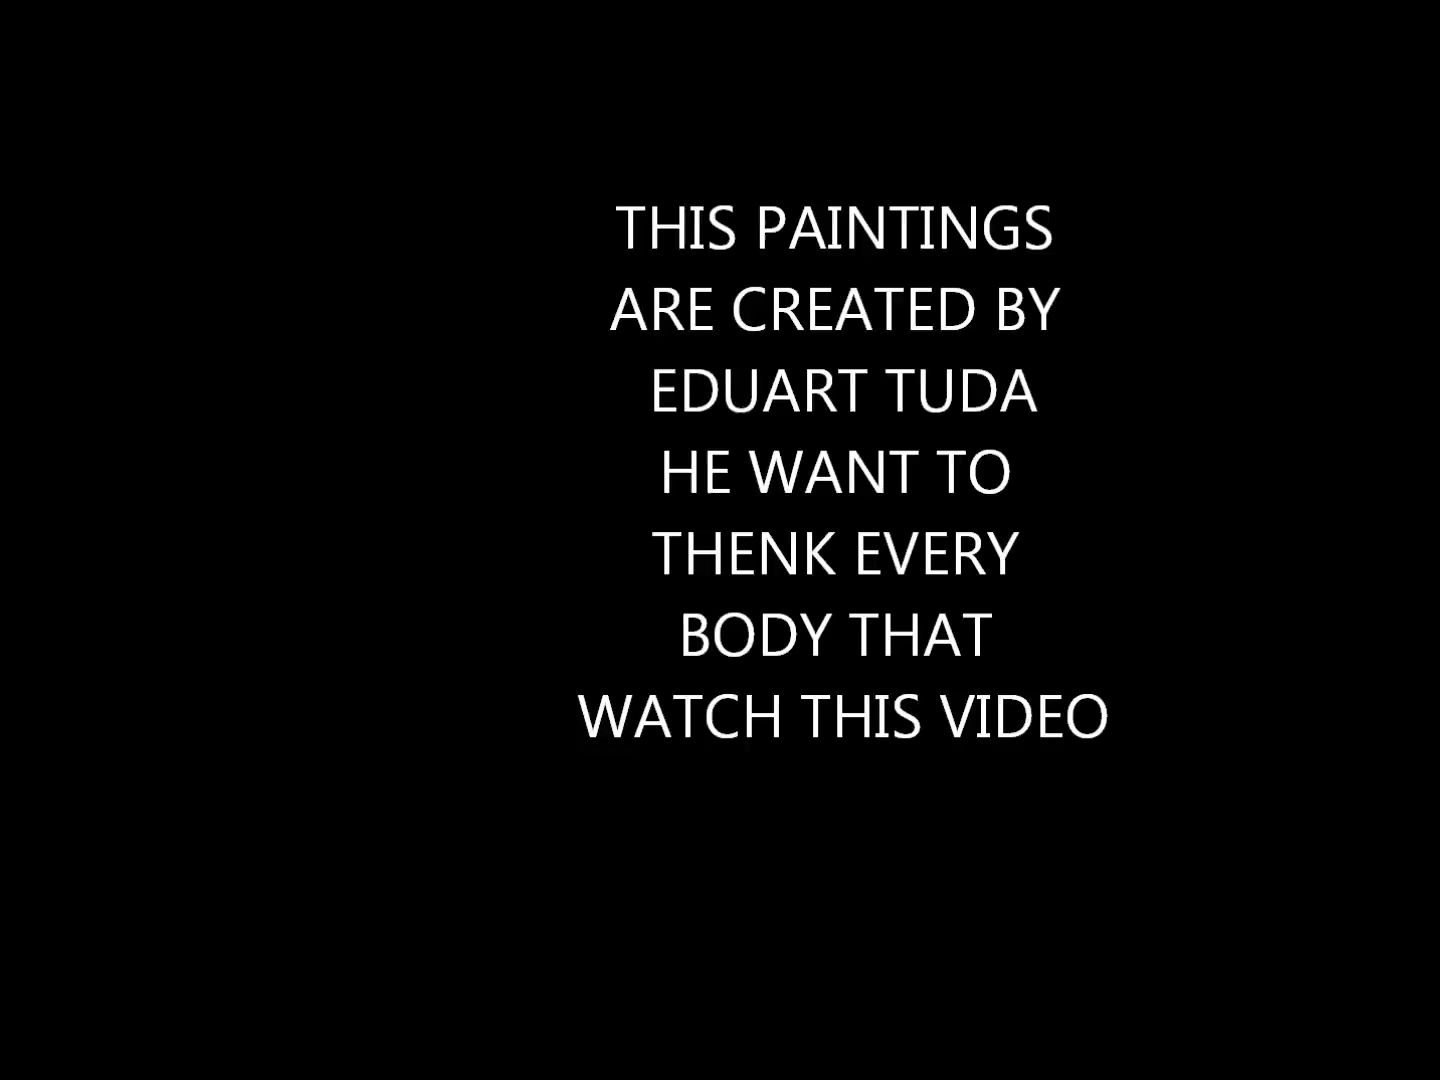 THIS PAINTINGS
ARE CREATED BY
EDUART TUDA
HE WANT TO
THENK EVERY
BODY THAT
WATCH THIS VIDEO